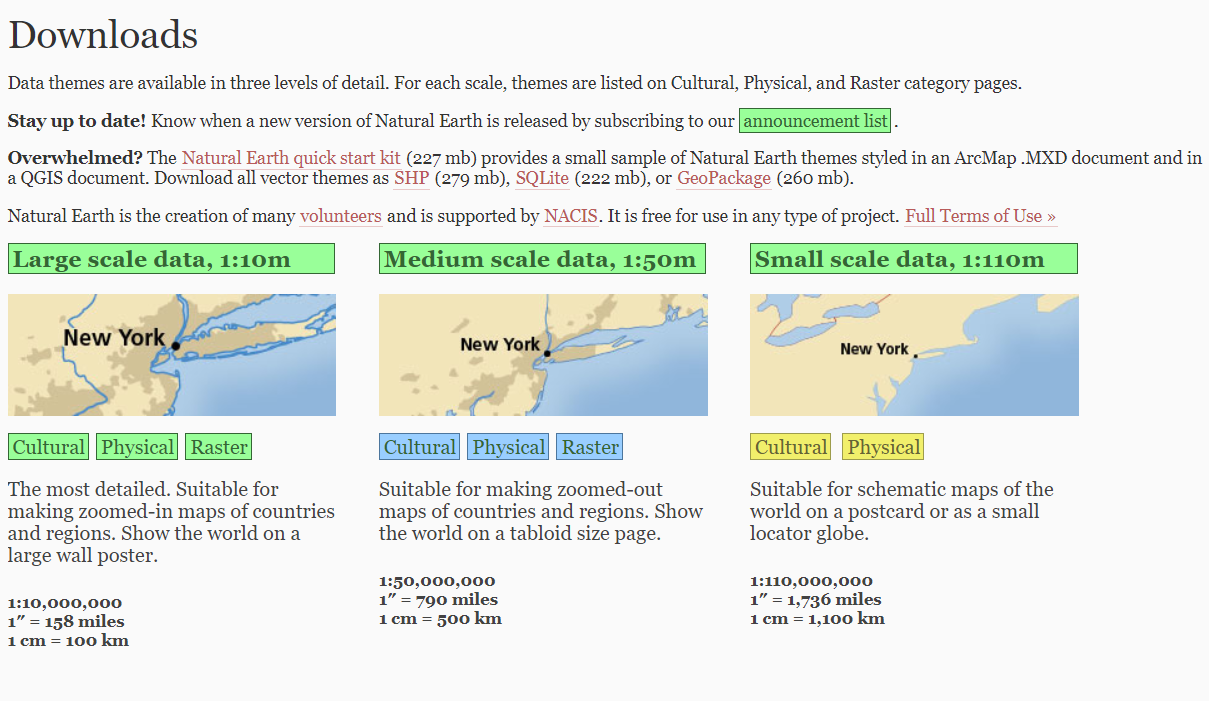 Downloads
Data themes are available in three levels of detail. For each scale, themes are listed on Cultural, Physical, and Raster category pages.
Stay up to date! Know when a new version of Natural Earth is released by subscribing to our announcement list .
Overwhelmed? The Natural Earth quick start kit (227 mb) provides a small sample of Natural Earth themes styled in an ArcMap .MXD document and in
a QGIS document. Download all vector themes as SHP (279 mb), SQLite (222 mb), or GeoPackage (260 mb).
Natural Earth is the creation of many volunteers and is supported by NACIS. It is free for use in any type of project. Full Terms of Use »
Large scale data, 1:10m
New York
Cultural Physical Raster
The most detailed. Suitable for
making zoomed-in maps of countries
and regions. Show the world on a
large wall poster.
1:10,000,000
1″ = 158 miles
1 cm = 100 km
Medium scale data, 1:50m
New York
Cultural Physical Raster
Suitable for making zoomed-out
maps of countries and regions. Show
the world on a tabloid size page.
1:50,000,000
1″ = 790 miles
1 cm = 500 km
Small scale data, 1:110m
New York
Cultural Physical
Suitable for schematic maps of the
world on a postcard or as a small
locator globe.
1:110,000,000
1″ = 1,736 miles
1 cm = 1,100 km